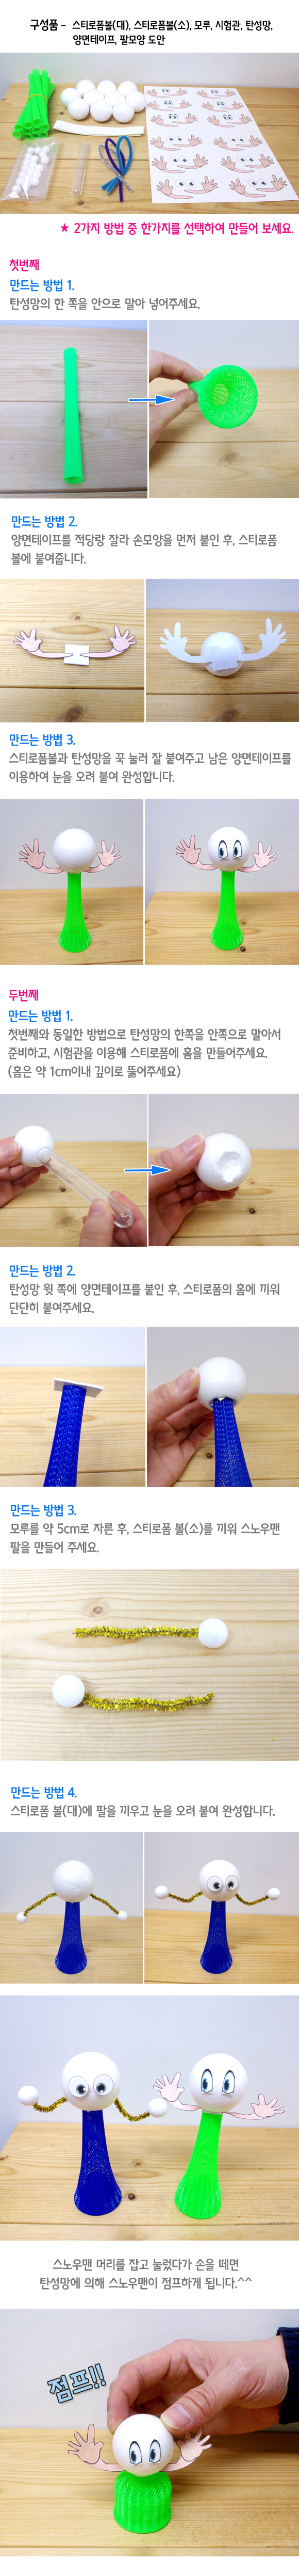 구성품 - 스티로폼볼(대), 스티로폼볼(소), 모루, 시험관, 탄성망,
양면테이프, 팔모양 도안
★ 2가지 방법 중 한가지를 선택하여 만들어 보세요.
첫번째
만드는 방법 1.
탄성망의 한 쪽을 안으로 말아 넣어주세요.
만드는 방법 2.
양면테이프를 적당량 잘라 손모양을 먼저 붙인 후, 스티로폼
볼에 붙여줍니다.
만드는 방법 3.
스티로폼볼과 탄성망을 꾹 눌러 잘 붙여주고 남은 양면테이프를
이용하여 눈을 오려 붙여 완성합니다.
두번째
만드는 방법 1.
첫번째와 동일한 방법으로 탄성망의 한쪽을 안쪽으로 말아서
준비하고, 시험관을 이용해 스티로폼에 홈을 만들어주세요.
(홈은 약 1cm이내 깊이로 뚫어주세요)
만드는 방법 2.
탄성망 윗 쪽에 양면테이프를 붙인 후, 스티로폼의 홈에 끼워
단단히 붙여주세요.
만드는 방법 3.
모루를 약 5cm로 자른 후, 스티로폼 볼(소)를 끼워 스노우맨
팔을 만들어 주세요.
만드는 방법 4.
스티로폼 볼(대)에 팔을 끼우고 눈을 오려 붙여 완성합니다.
스노우맨 머리를 잡고 눌렀다가 손을 떼면
탄성망에 의해 스노우맨이 점프하게 됩니다.^^
점프!!